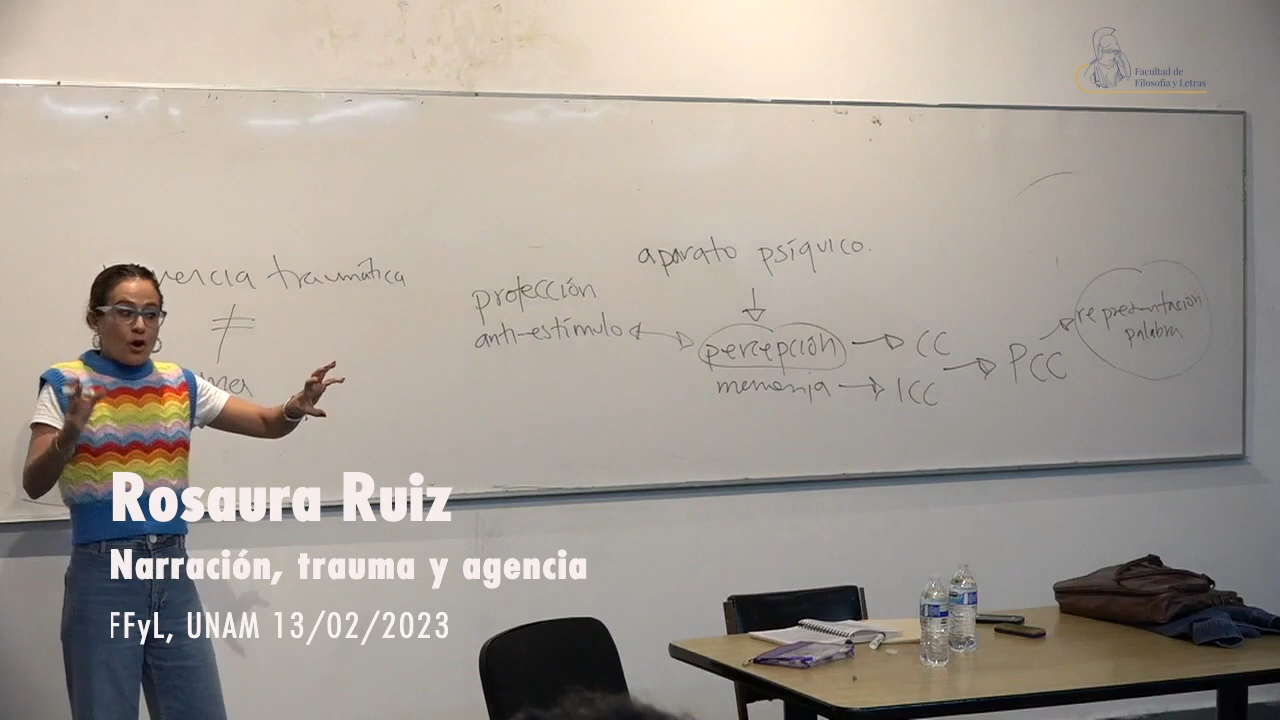 Facultad de
Filosofía y Letras
aparato psíquico.
traumática
≠
protección
anti-estímulo
percepción
CC
memoria
ICC
PCC
representación
palabra
Rosaura Ruiz
Narración, trauma y agencia
FFyL, UNAM 13/02/2023